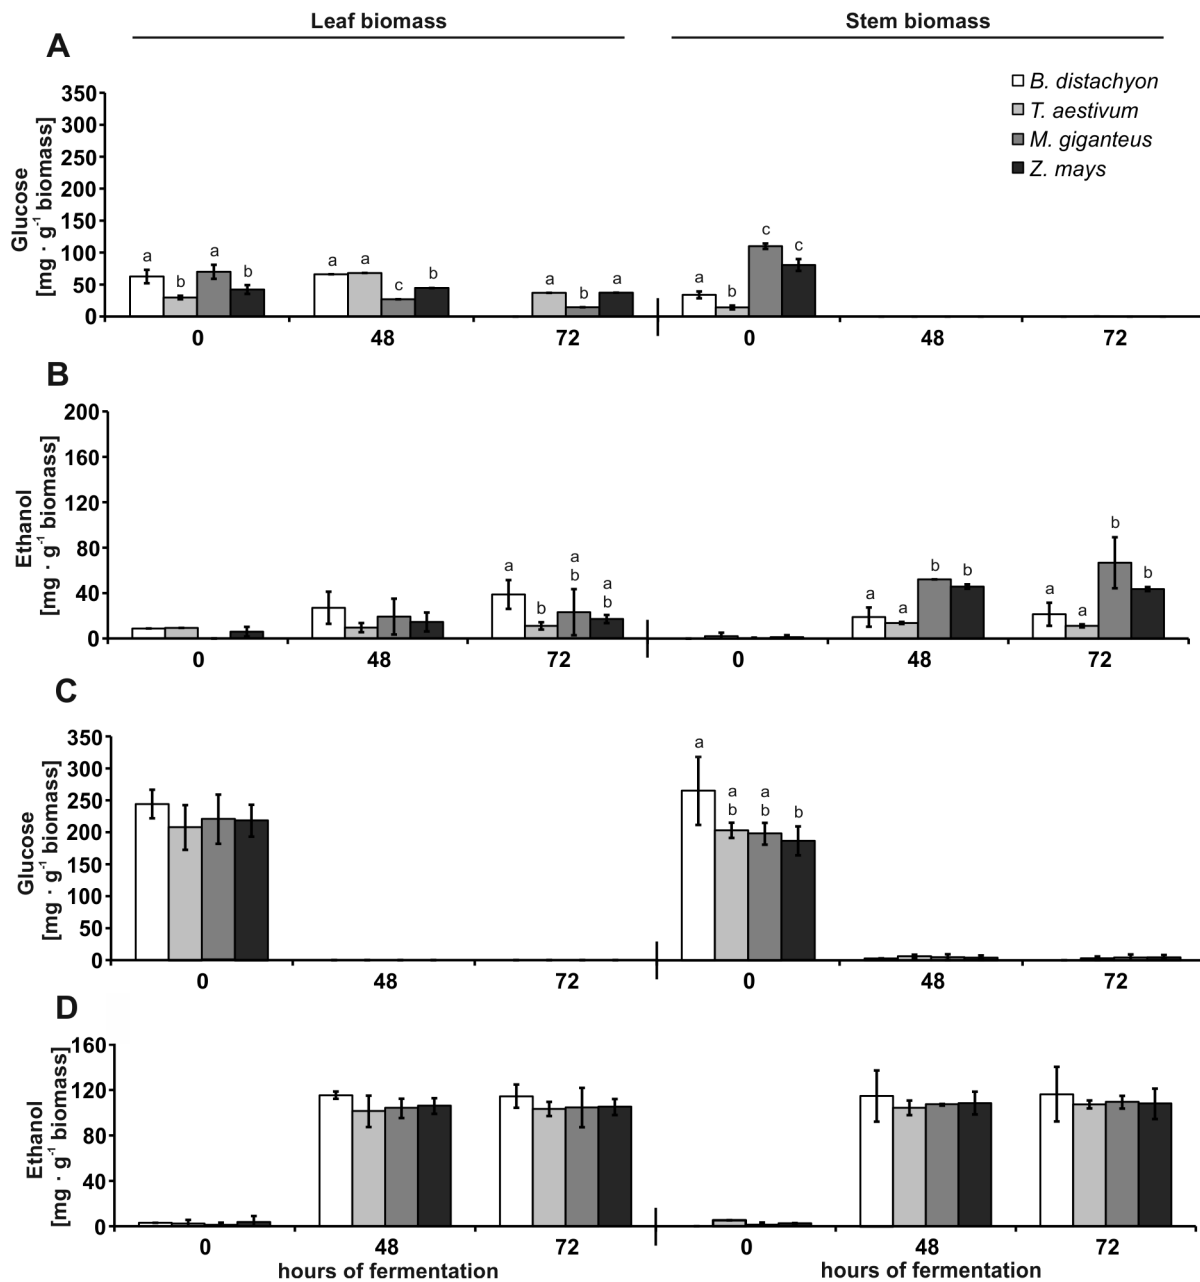 Leaf biomass
Stem biomass
A
B. distachyon
T. aestivum
M. giganteus
Z. mays
Glucose
[mg · g-1 biomass]
350
300
250
200
150
100
50
0
a
b
a
b
a
a
c
b
a
b
a
a
b
c
c
0
48
72
0
48
72
B
Ethanol
[mg · g-1 biomass]
200
160
120
80
40
0
a
b
a
b
a
b
a
a
b
b
a
a
b
b
0
48
72
0
48
72
C
Glucose
[mg · g-1 biomass]
350
300
250
200
150
100
50
0
a
a
b
a
b
b
0
48
72
0
48
72
D
Ethanol
[mg · g-1 biomass]
160
120
80
40
0
0
48
72
0
48
72
hours of fermentation
hours of fermentation